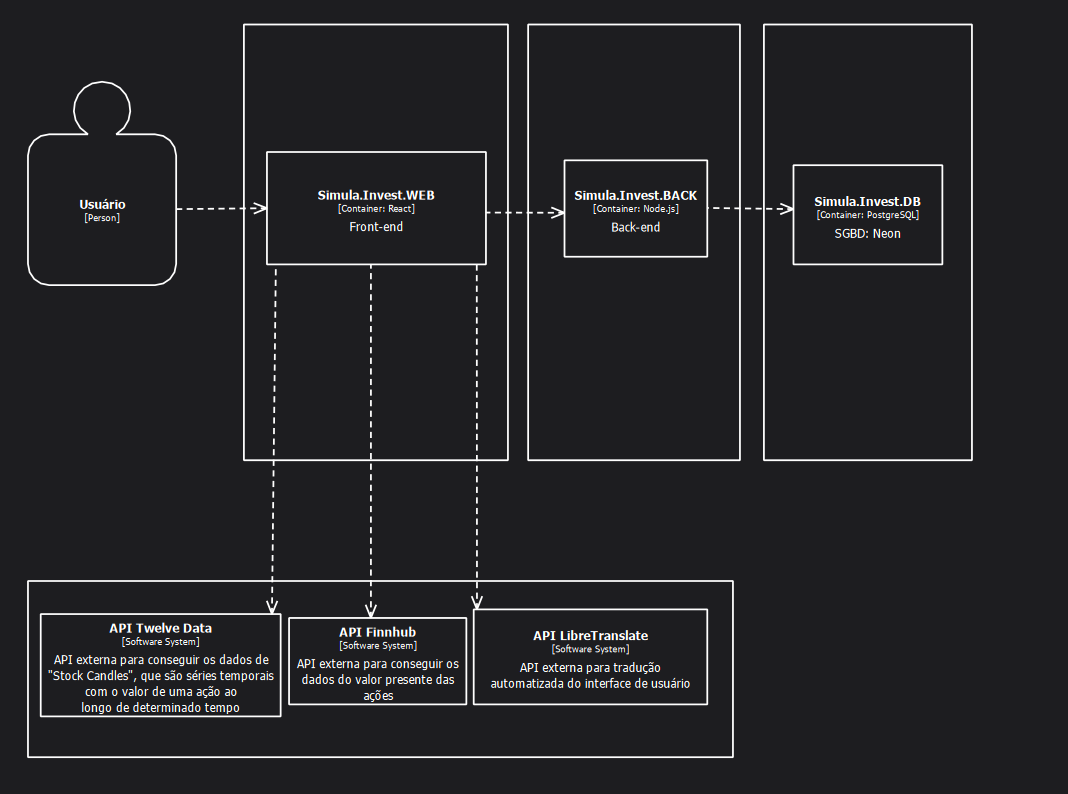 Usuário
[Person]
Simula.Invest.WEB
[Container: React]
Front-end
Simula.Invest.BACK
[Container: Node.js]
Back-end
Simula.Invest.DB
[Container: PostgreSQL]
SGBD: Neon
API Twelve Data
[Software System]
API externa para conseguir os dados de
"Stock Candles", que são séries temporais
com o valor de uma ação ao
longo de determinado tempo
API Finnhub
[Software System]
API externa para conseguir os
dados do valor presente das
ações
API LibreTranslate
[Software System]
API externa para tradução
automatizada do interface de usuário